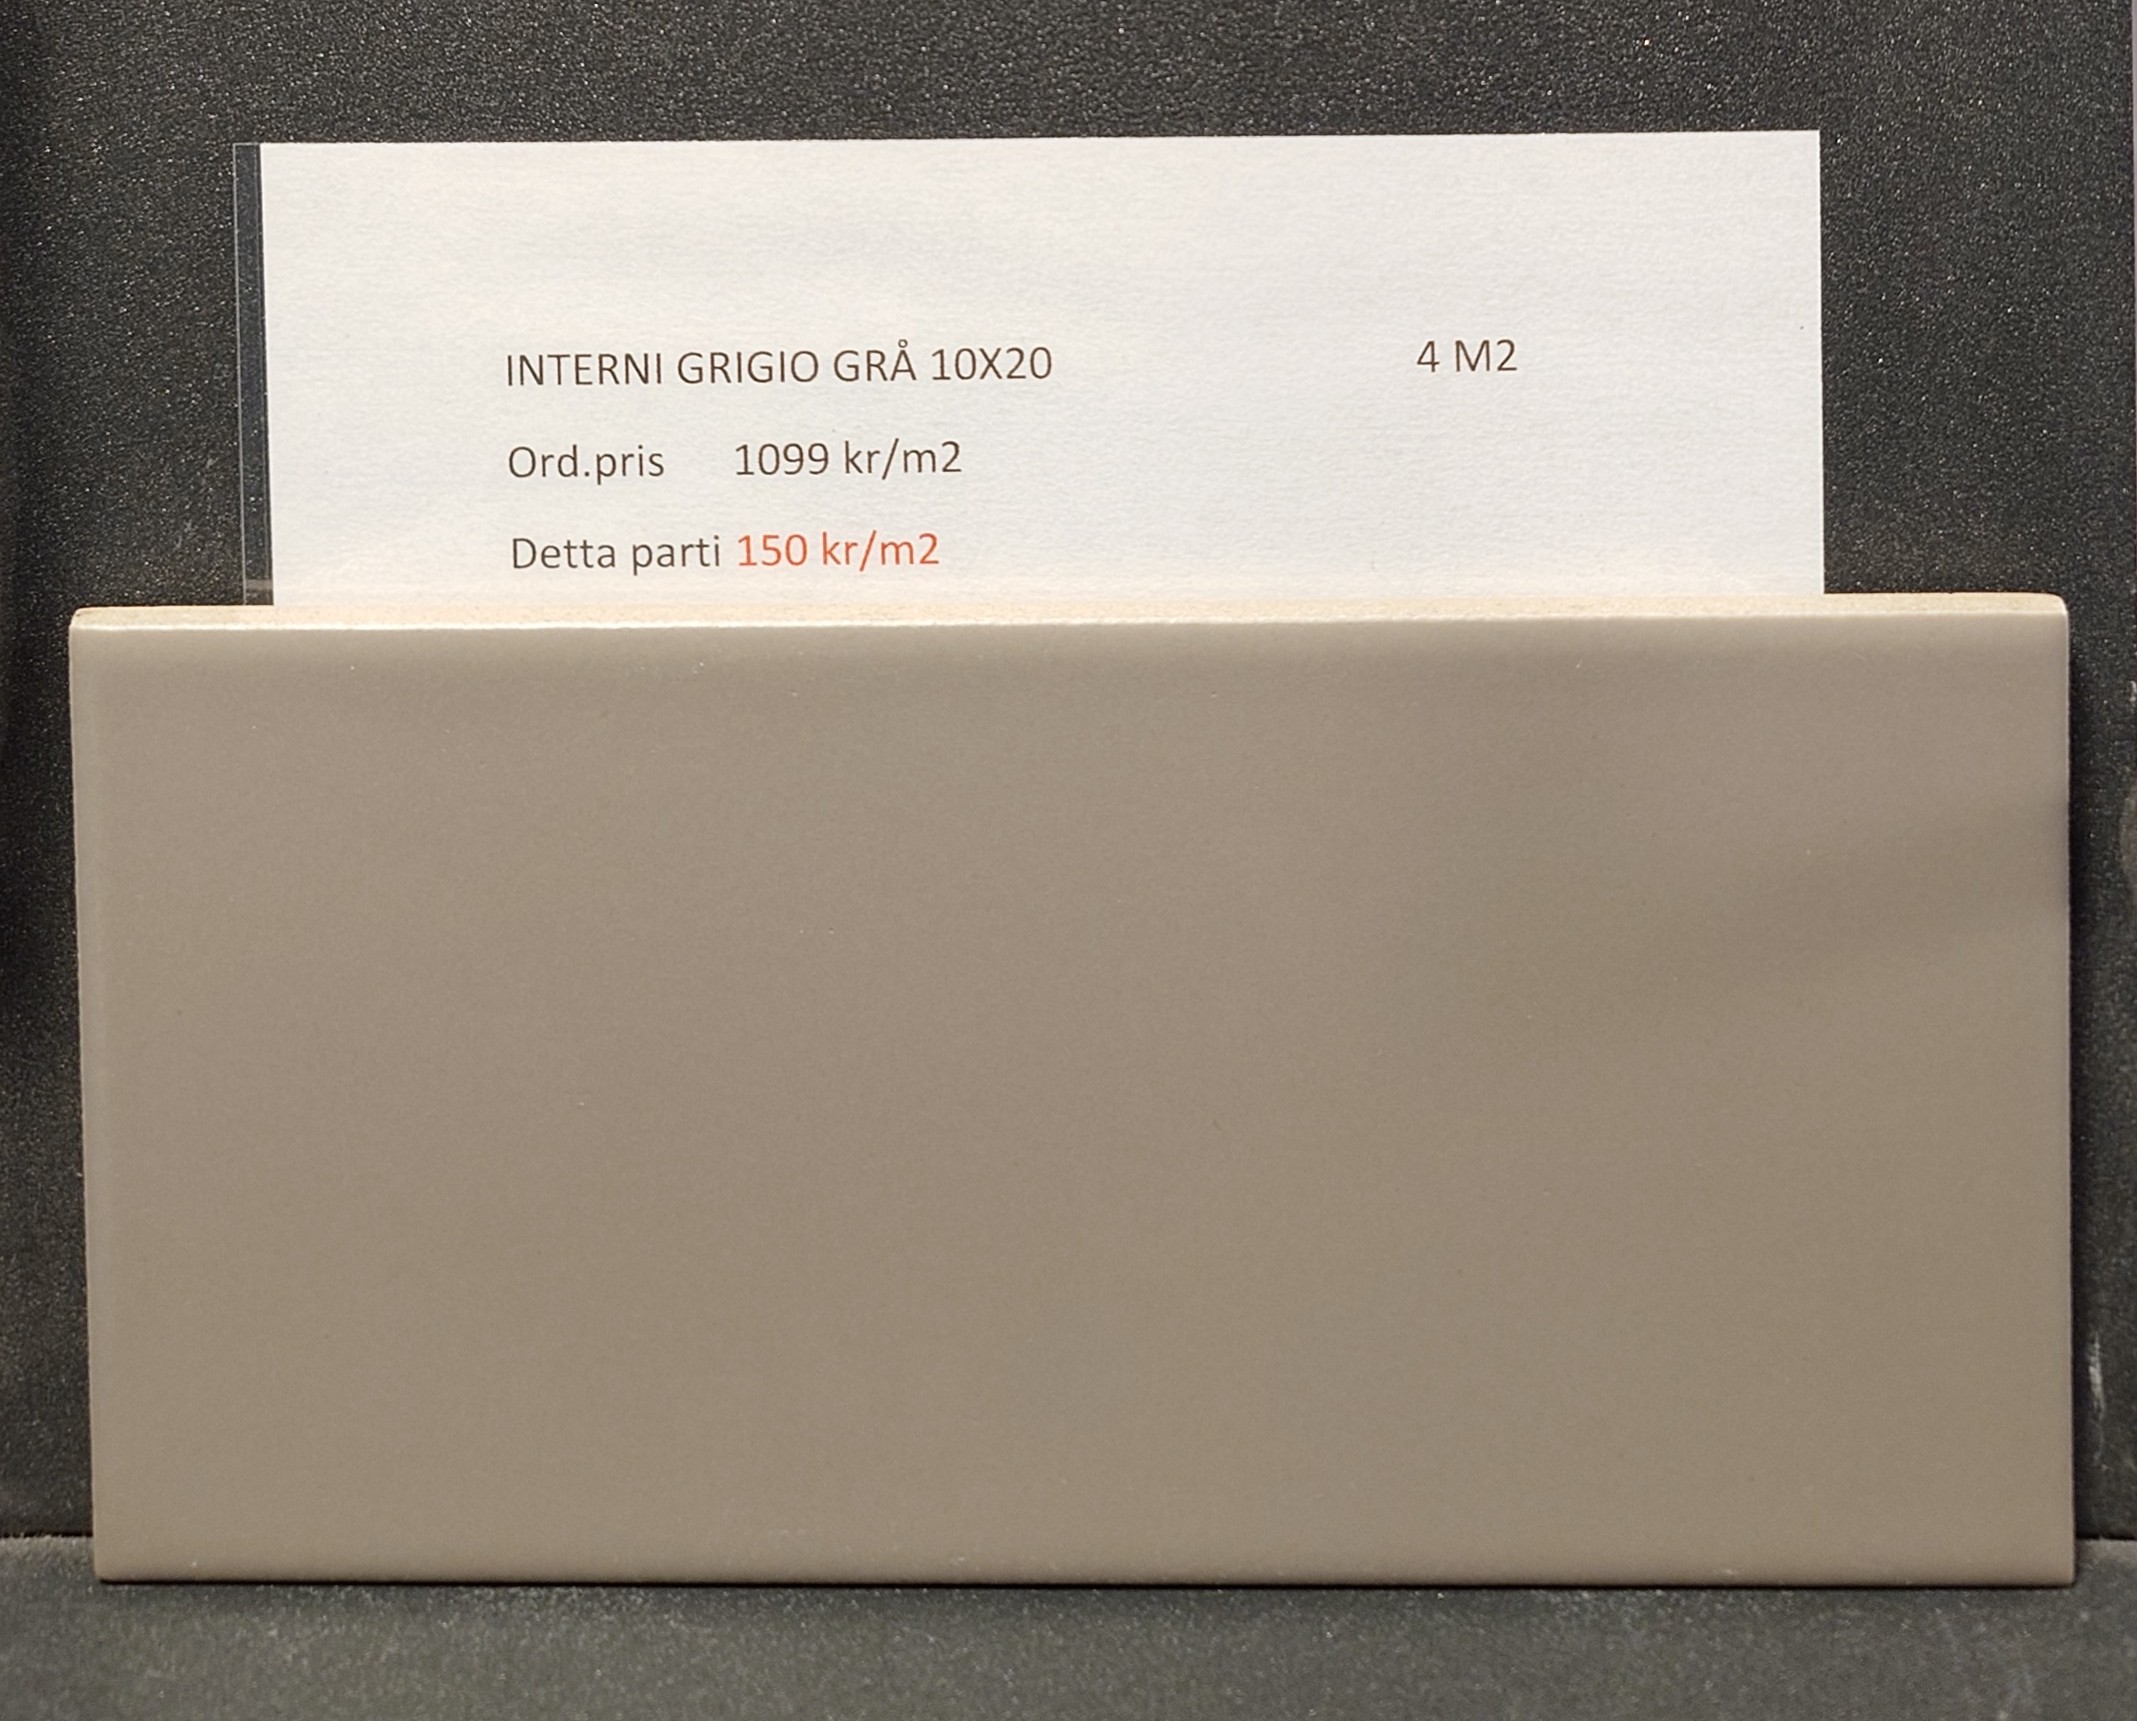 INTERNI GRIGIO GRÅ 10X20 4 M2
Ord.pris 1099 kr/m2
Detta parti 150 kr/m2